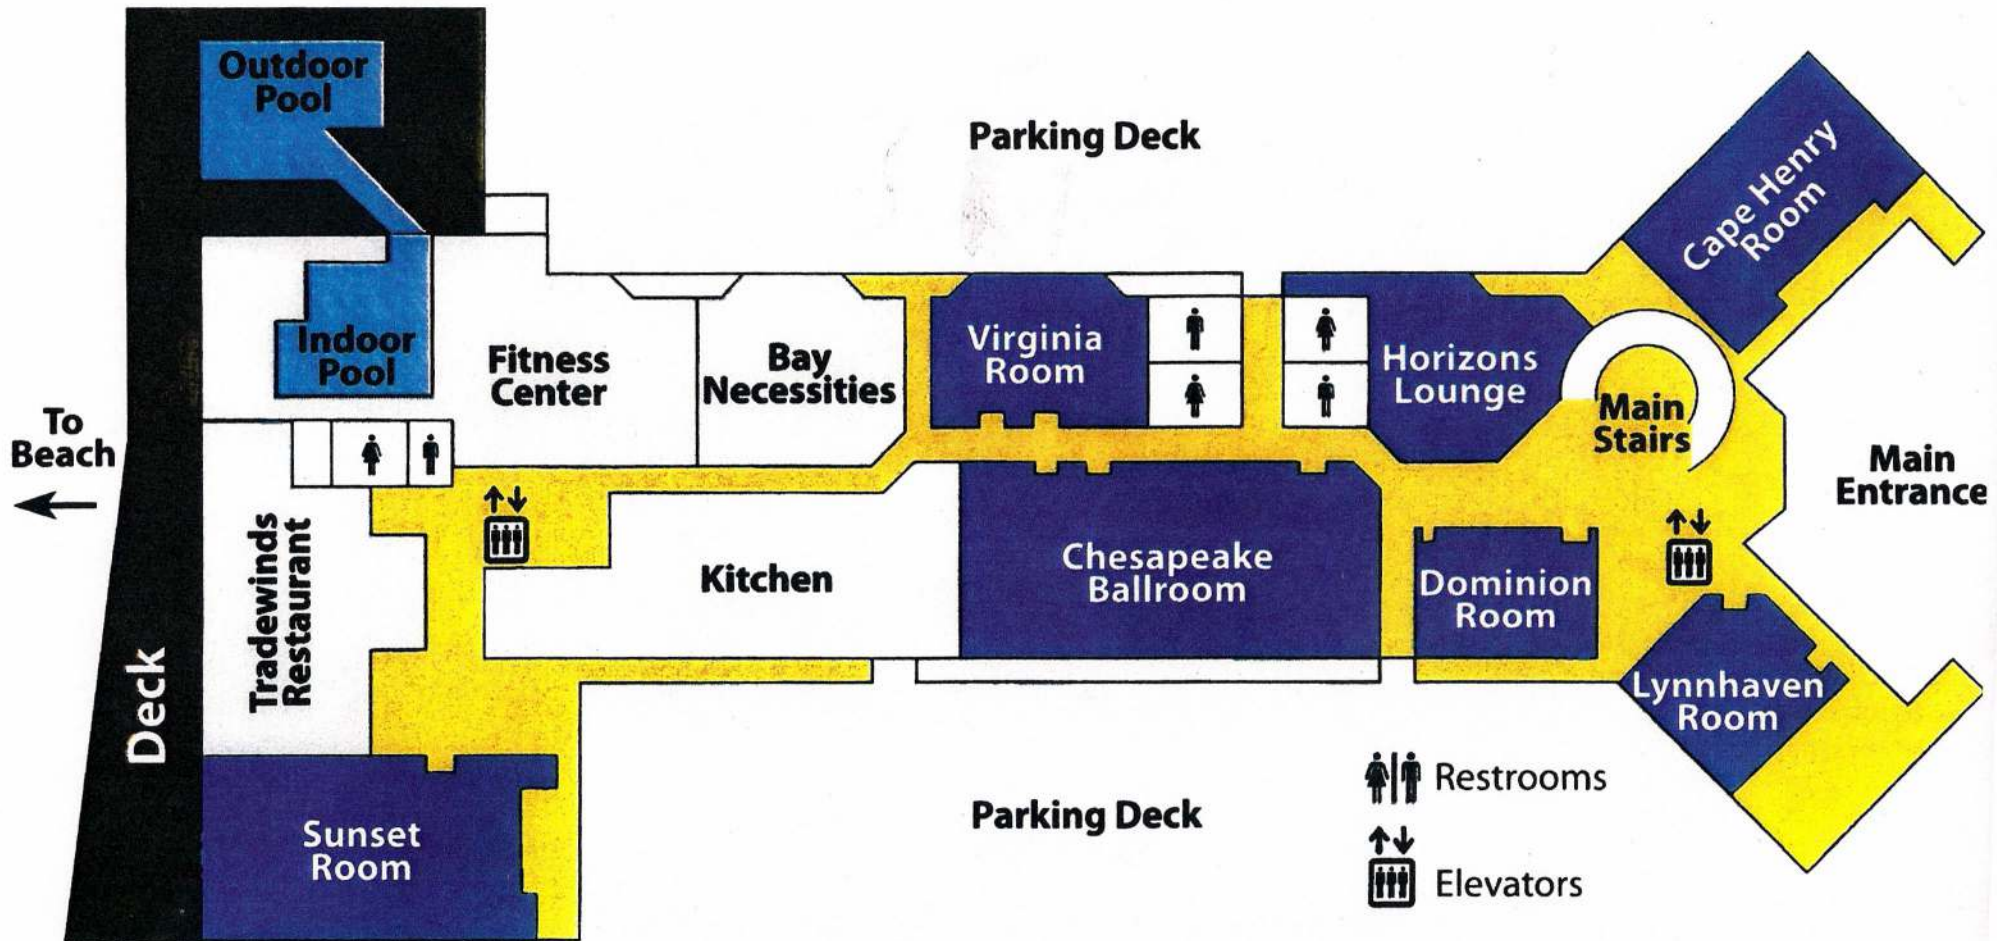 Outdoor
Pool
Parking Deck
Cape Henry
Room
Indoor
Pool
Fitness
Center
Bay
Necessities
Virginia
Room
Horizons
Lounge
Main
Stairs
To
Beach
Main
Entrance
Tradewinds
Restaurant
Kitchen
Chesapeake
Ballroom
Dominion
Room
Lynnhaven
Room
Deck
Sunset
Room
Parking Deck
Restrooms
Elevators